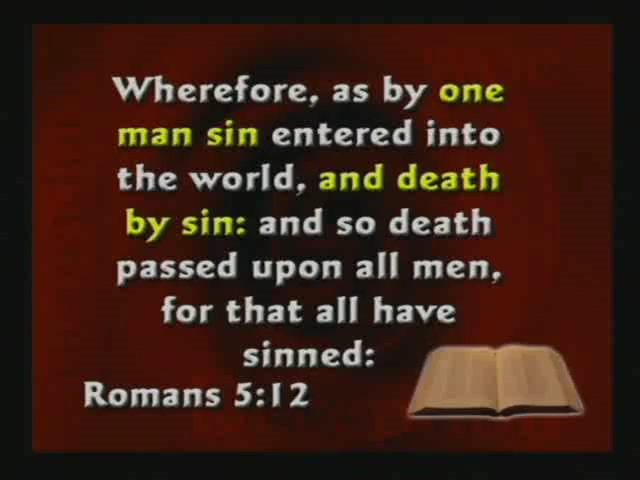 Wherefore, as by one
man sin entered into
the world, and death
by sin: and so death
passed upon all men,
for that all have
sinned:
Romans 5:12